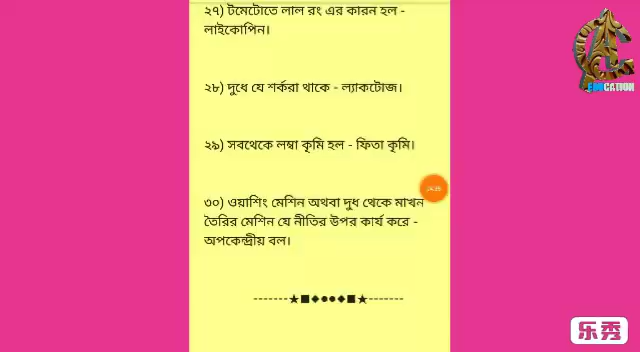 ২৭) টমেটোতে লাল রং এর কারন হল -
লাইকোপিন।
২৮) দুধে যে শর্করা থাকে - ল্যাকটোজ।
২৯) সবথেকে লম্বা কৃমি হল - ফিতা কৃমি।
৩০) ওয়াশিং মেশিন অথবা দুধ থেকে মাখন
তৈরির মেশিন যে নীতির উপর কার্য করে -
অপকেন্দ্রীয় বল।
-------★■◆●●◆■★-------
EDUCATION
乐秀